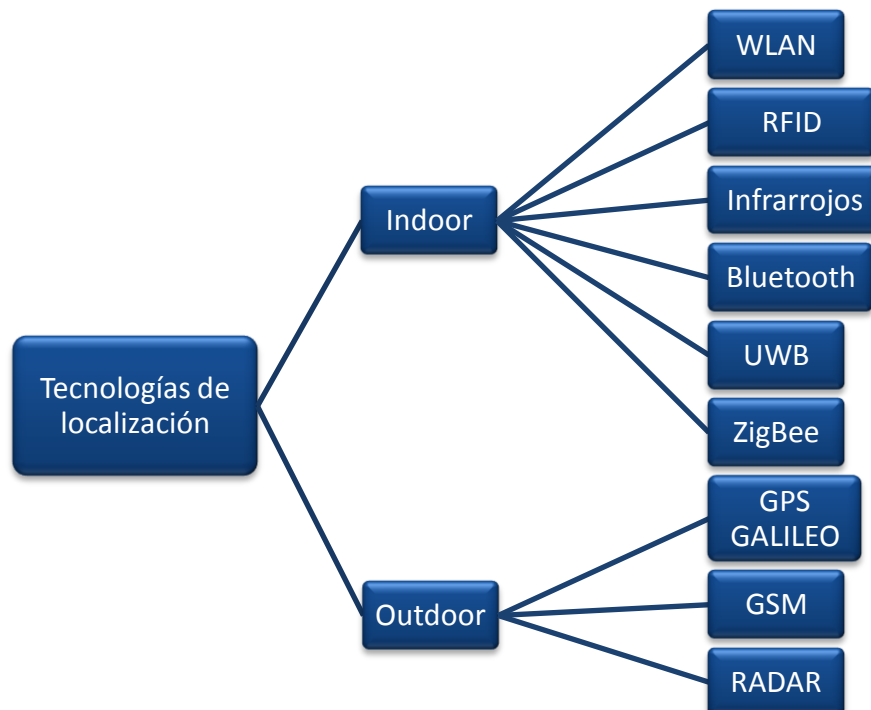 Tecnologías de
localización
Indoor
WLAN
RFID
Infrarrojos
Bluetooth
UWB
ZigBee
Outdoor
GPS
GALILEO
GSM
RADAR